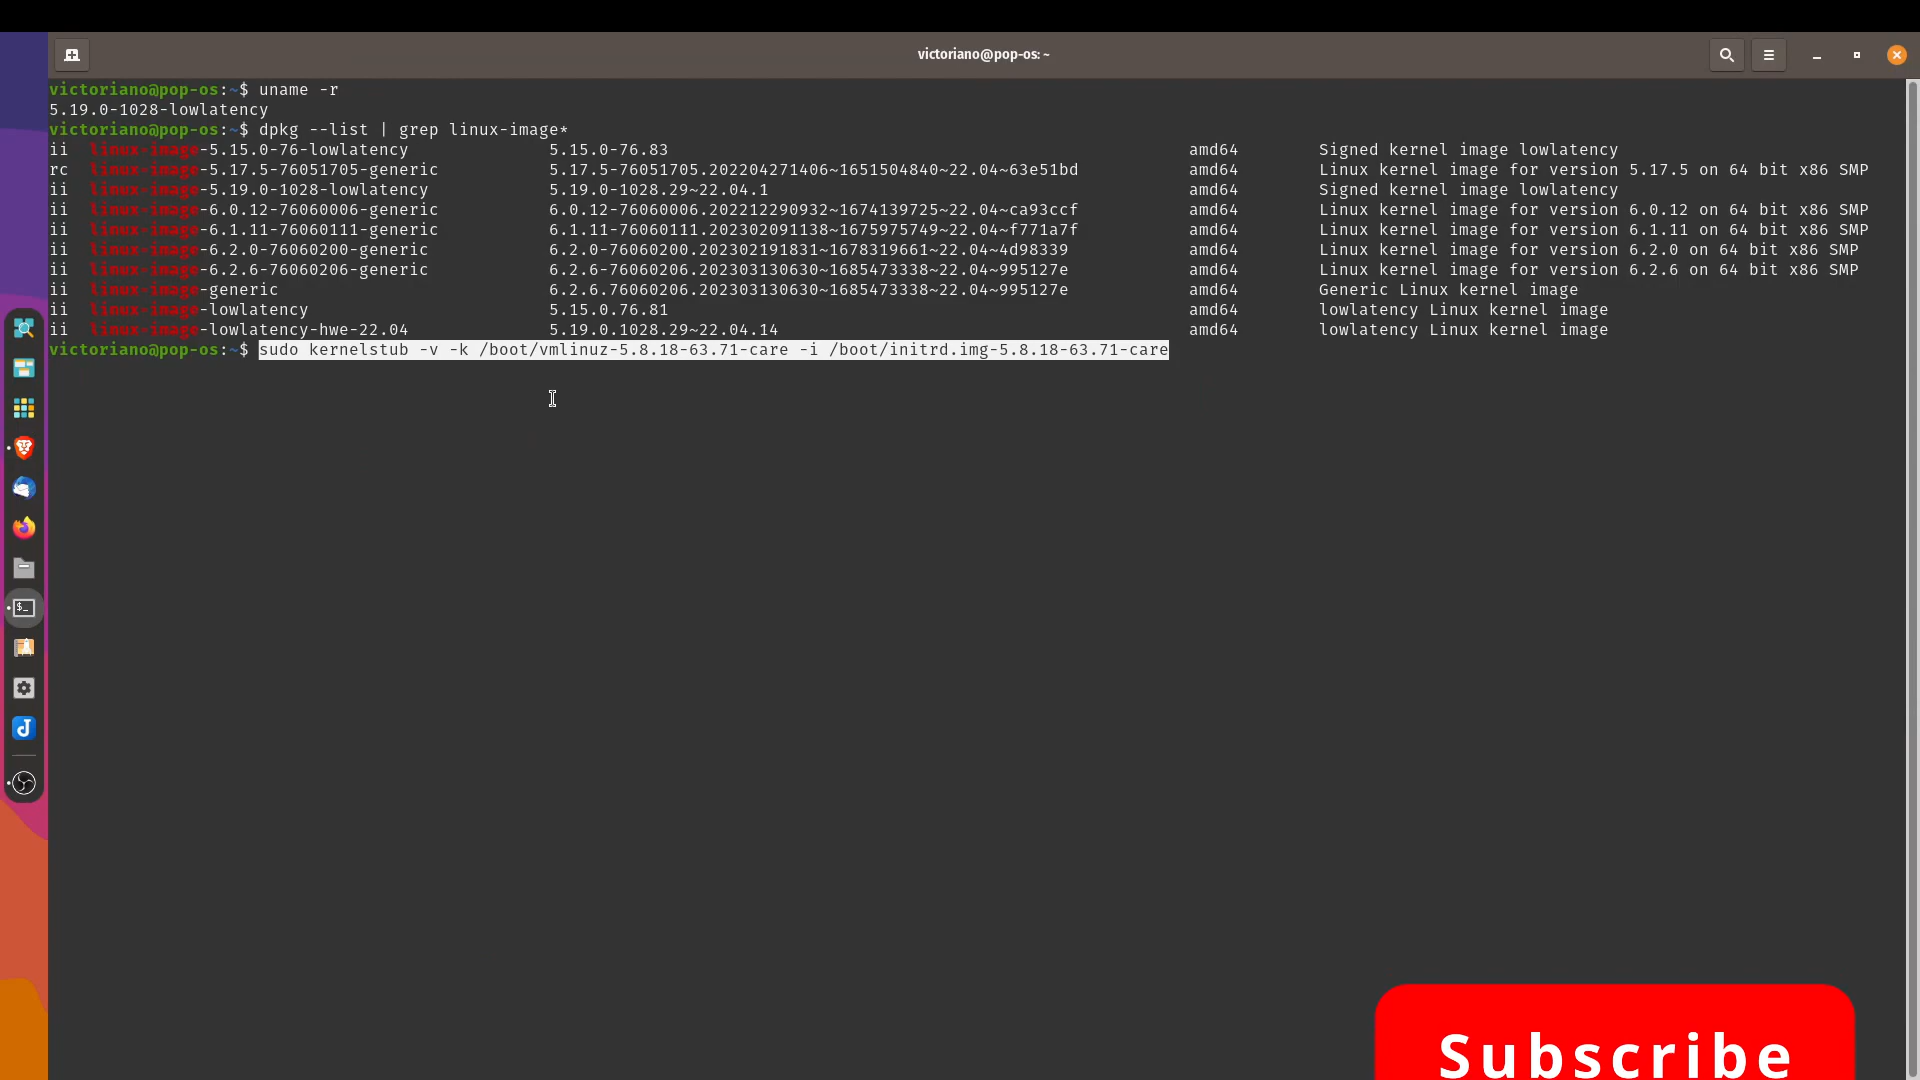 victoriano@pop-os: ~
victoriano@pop-os:~$ uname -r
5.19.0-1028-lowlatency
victoriano@pop-os:~$ dpkg --list | grep linux-image*
ii  linux-image-5.15.0-76-lowlatency 5.15.0-76.83 amd64 Signed kernel image lowlatency
rc  linux-image-5.17.5-76051705-generic 5.17.5-76051705.202204271406~1651504840~22.04~63e51bd amd64 Linux kernel image for version 5.17.5 on 64 bit x86 SMP
ii  linux-image-5.19.0-1028-lowlatency 5.19.0-1028.29~22.04.1 amd64 Signed kernel image lowlatency
ii  linux-image-6.0.12-76060006-generic 6.0.12-76060006.202212290932~1674139725~22.04~ca93ccf amd64 Linux kernel image for version 6.0.12 on 64 bit x86 SMP
ii  linux-image-6.1.11-76060111-generic 6.1.11-76060111.202302091138~1675975749~22.04~f771a7f amd64 Linux kernel image for version 6.1.11 on 64 bit x86 SMP
ii  linux-image-6.2.0-76060200-generic 6.2.0-76060200.202302191831~1678319661~22.04~4d98339 amd64 Linux kernel image for version 6.2.0 on 64 bit x86 SMP
ii  linux-image-6.2.6-76060206-generic 6.2.6-76060206.202303130630~1685473338~22.04~995127e amd64 Linux kernel image for version 6.2.6 on 64 bit x86 SMP
ii  linux-image-generic 6.2.6.76060206.202303130630~1685473338~22.04~995127e amd64 Generic Linux kernel image
ii  linux-image-lowlatency 5.15.0.76.81 amd64 lowlatency Linux kernel image
ii  linux-image-lowlatency-hwe-22.04 5.19.0.1028.29~22.04.14 amd64 lowlatency Linux kernel image
victoriano@pop-os:~$ sudo kernelstub -v -k /boot/vmlinuz-5.8.18-63.71-care -i /boot/initrd.img-5.8.18-63.71-care
Subscribe